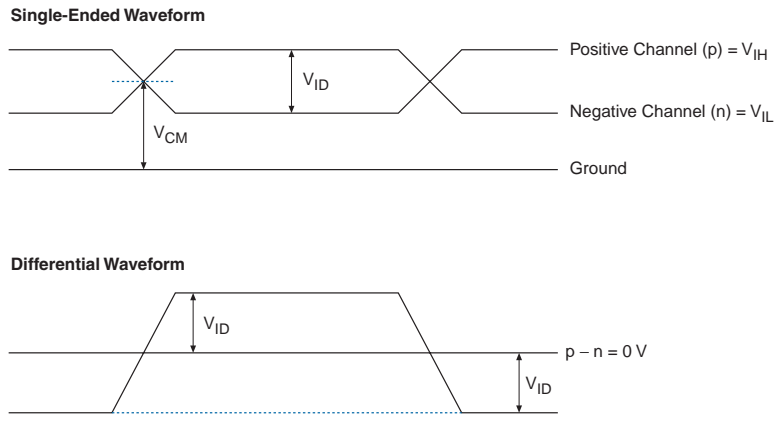 Single-Ended Waveform
Positive Channel (p) = VIH
VID
Negative Channel (n) = VIL
VCM
Ground
Differential Waveform
VID
p − n = 0 V
VID